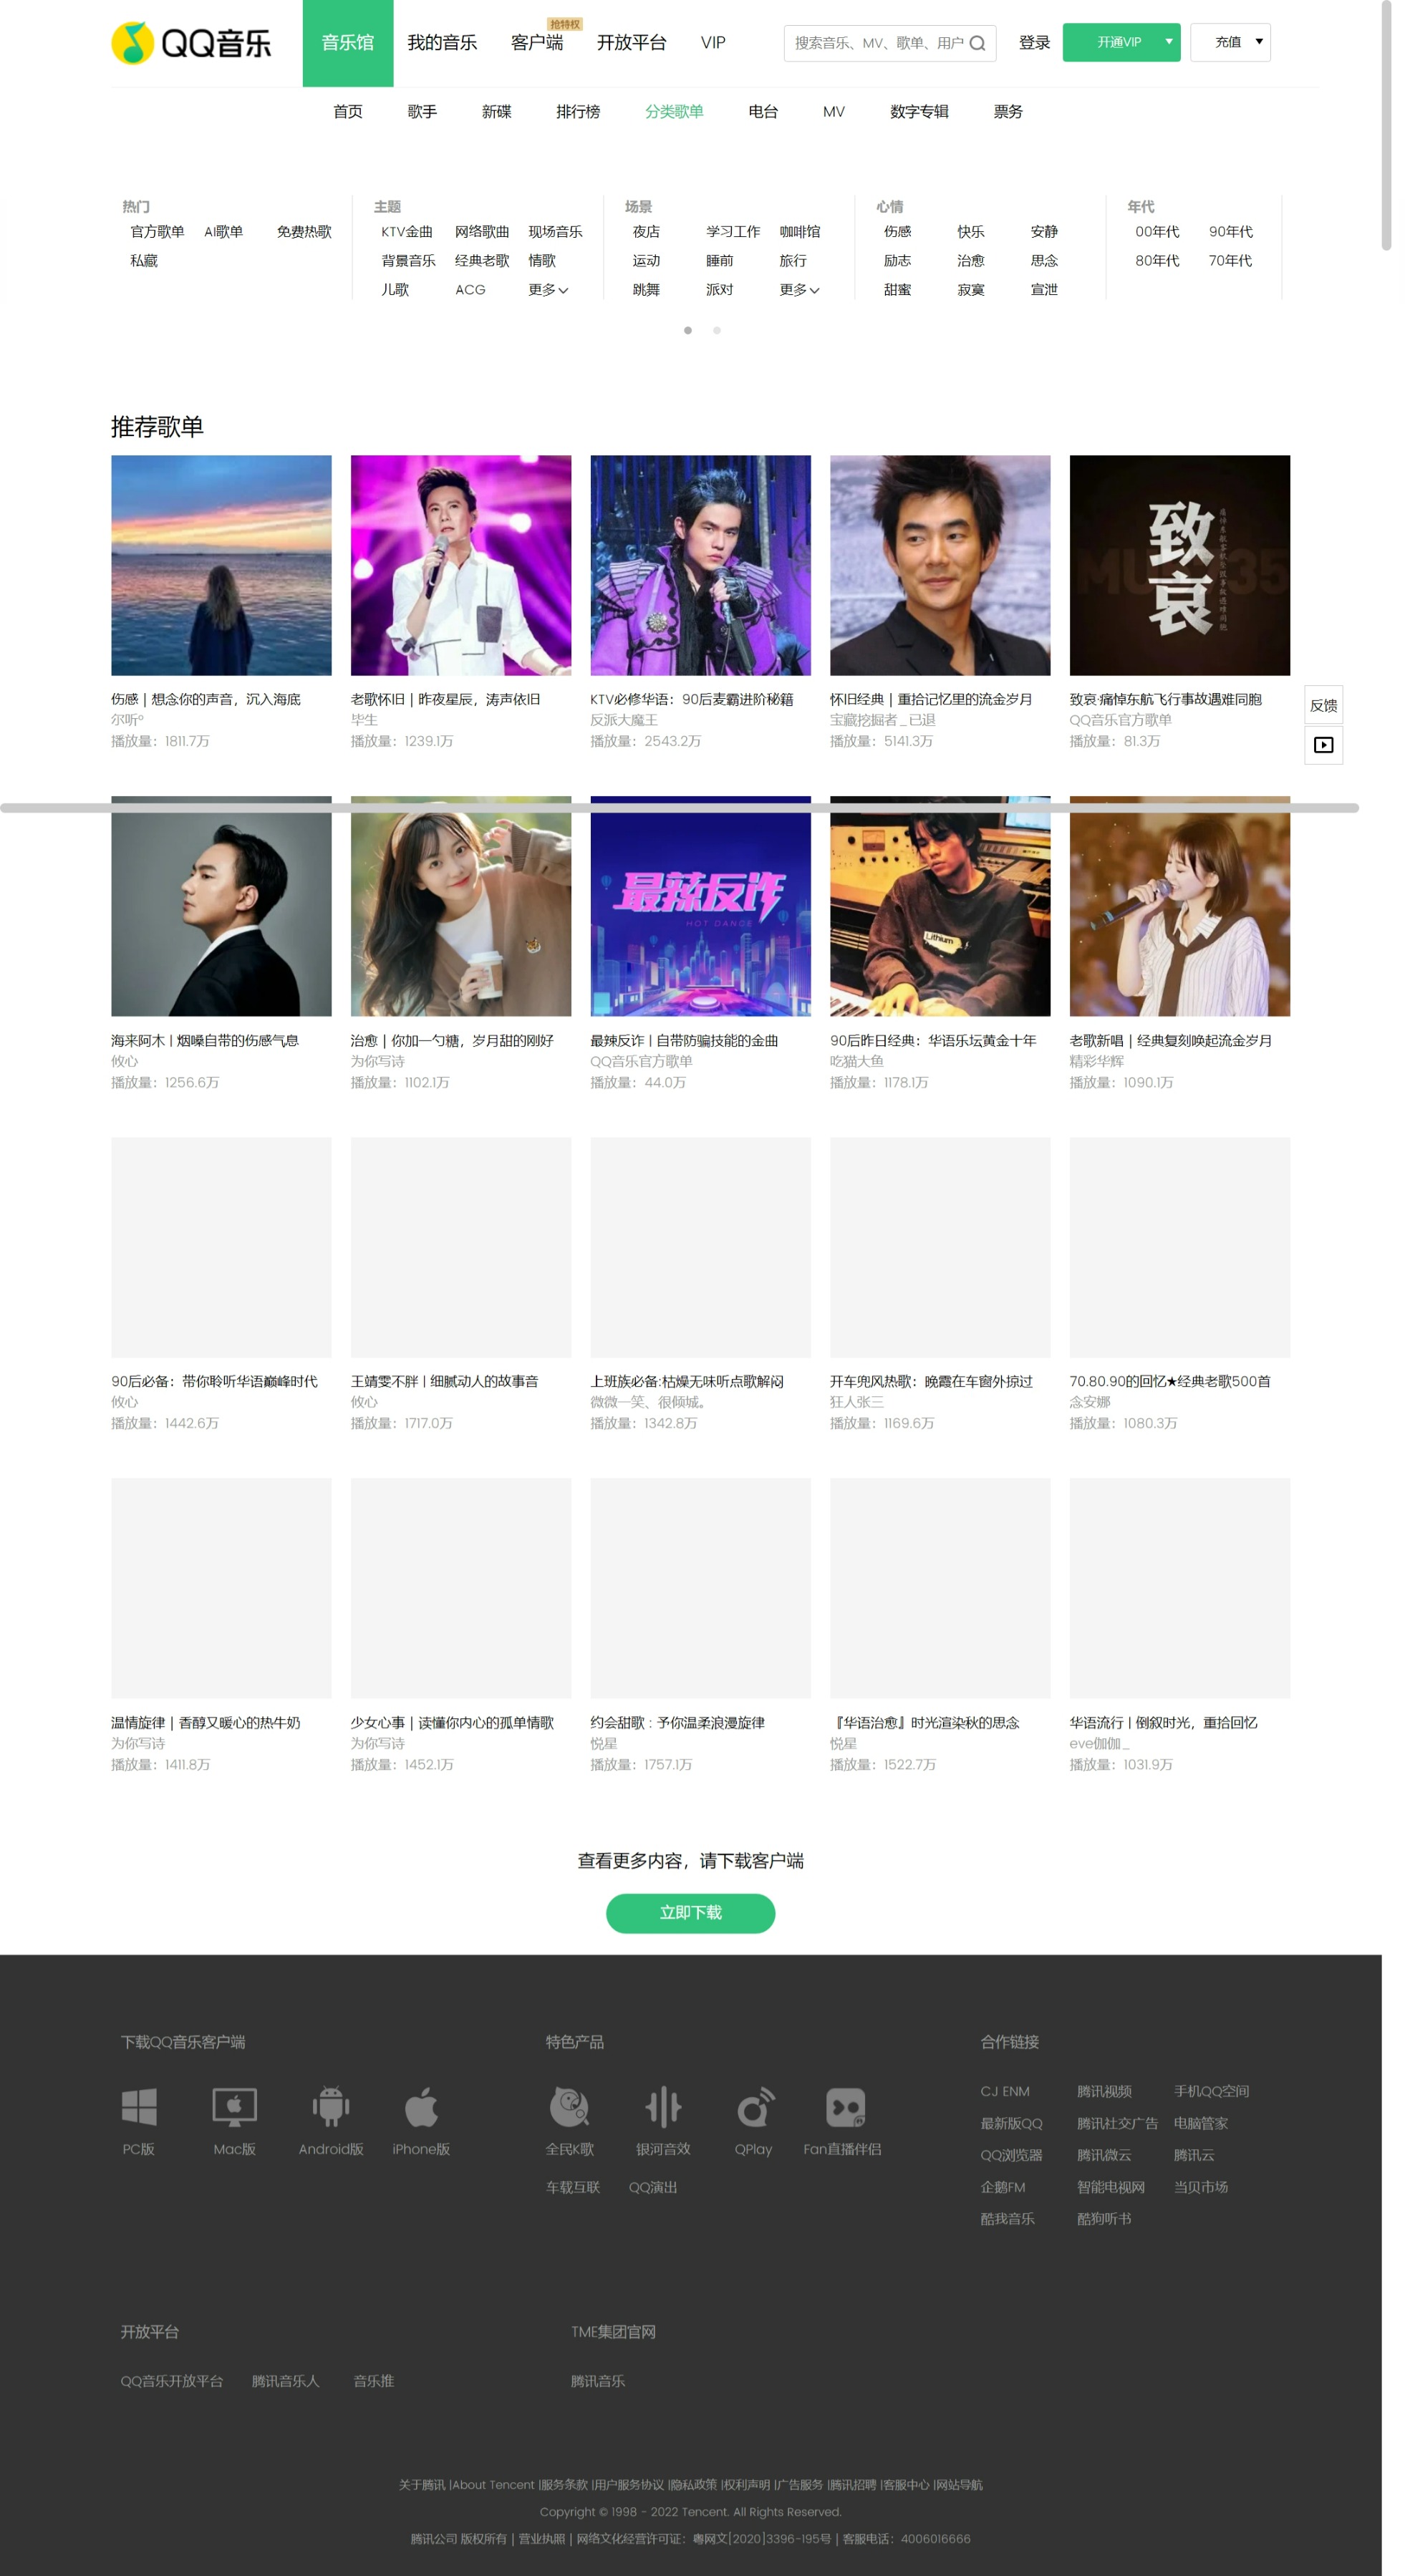 QQ音乐
音乐馆
我的音乐
客户端
抢特权
开放平台
VIP
搜索音乐、MV、歌单、用户
登录
开通VIP
充值
首页
歌手
新碟
排行榜
分类歌单
电台
MV
数字专辑
票务
热门
官方歌单 AI歌单 免费热歌
私藏
主题
KTV金曲 网络歌曲 现场音乐
背景音乐 经典老歌 情歌
儿歌 ACG 更多
场景
夜店 学习工作 咖啡馆
运动 睡前 旅行
跳舞 派对 更多
心情
伤感 快乐 安静
励志 治愈 思念
甜蜜 寂寞 宣泄
年代
00年代 90年代
80年代 70年代
推荐歌单
致哀
伤感 | 想念你的声音，沉入海底
尔听°
播放量：1811.7万
老歌怀旧 | 昨夜星辰，涛声依旧
毕生
播放量：1239.1万
KTV必修华语：90后麦霸进阶秘籍
反派大魔王
播放量：2543.2万
怀旧经典 | 重拾记忆里的流金岁月
宝藏挖掘者_已退
播放量：5141.3万
致哀·痛悼东航飞行事故遇难同胞
QQ音乐官方歌单
播放量：81.3万
反馈
最辣反诈
HOT DANCE
Lithium
海来阿木 | 烟嗓自带的伤感气息
攸心
播放量：1256.6万
治愈 | 你加一勺糖，岁月甜的刚好
为你写诗
播放量：1102.1万
最辣反诈 | 自带防骗技能的金曲
QQ音乐官方歌单
播放量：44.0万
90后昨日经典：华语乐坛黄金十年
吃猫大鱼
播放量：1178.1万
老歌新唱 | 经典复刻唤起流金岁月
精彩华辉
播放量：1090.1万
90后必备：带你聆听华语巅峰时代
攸心
播放量：1442.6万
王靖雯不胖 | 细腻动人的故事音
攸心
播放量：1717.0万
上班族必备:枯燥无味听点歌解闷
微微一笑、很倾城。
播放量：1342.8万
开车兜风热歌：晚霞在车窗外掠过
狂人张三
播放量：1169.6万
70.80.90的回忆★经典老歌500首
念安娜
播放量：1080.3万
温情旋律 | 香醇又暖心的热牛奶
为你写诗
播放量：1411.8万
少女心事 | 读懂你内心的孤单情歌
为你写诗
播放量：1452.1万
约会甜歌 : 予你温柔浪漫旋律
悦星
播放量：1757.1万
『华语治愈』时光渲染秋的思念
悦星
播放量：1522.7万
华语流行 | 倒叙时光，重拾回忆
eve伽伽_
播放量：1031.9万
查看更多内容，请下载客户端
立即下载
下载QQ音乐客户端
PC版 Mac版 Android版 iPhone版
特色产品
全民K歌 银河音效 QPlay Fan直播伴侣
车载互联 QQ演出
合作链接
CJ ENM 腾讯视频 手机QQ空间
最新版QQ 腾讯社交广告 电脑管家
QQ浏览器 腾讯微云 腾讯云
企鹅FM 智能电视网 当贝市场
酷我音乐 酷狗听书
开放平台
QQ音乐开放平台 腾讯音乐人 音乐推
TME集团官网
腾讯音乐
关于腾讯 |About Tencent |服务条款 |用户服务协议 |隐私政策 |权利声明 |广告服务 |腾讯招聘 |客服中心 |网站导航
Copyright © 1998 - 2022 Tencent. All Rights Reserved.
腾讯公司 版权所有 | 营业执照 | 网络文化经营许可证：粤网文[2020]3396-195号 | 客服电话：4006016666